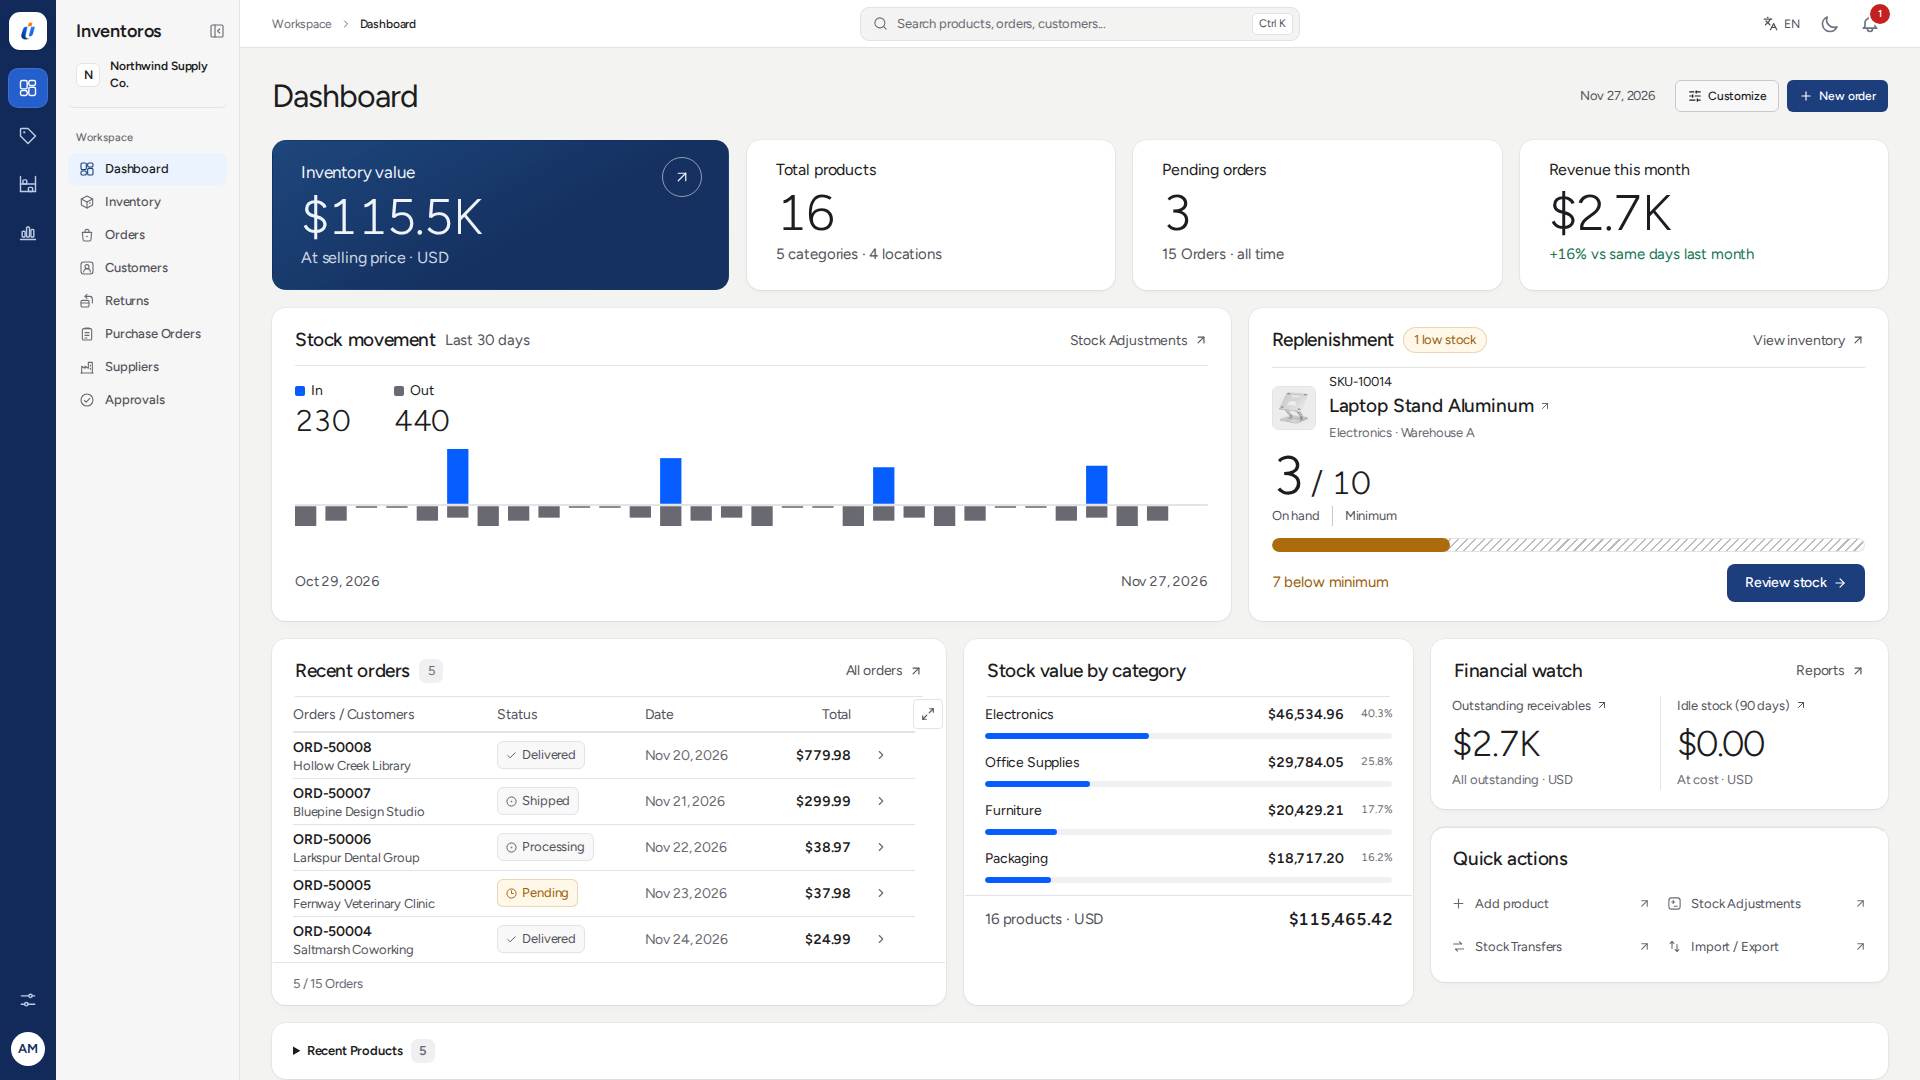 Inventoros
N
Northwind Supply Co.
Workspace
Dashboard
Inventory
Orders
Customers
Returns
Purchase Orders
Suppliers
Approvals
AM
Workspace
Dashboard
Search products, orders, customers...
Ctrl K
EN
1
Dashboard
Nov 27, 2026
Customize
New order
Inventory value
$115.5K
At selling price · USD
Total products
16
5 categories · 4 locations
Pending orders
3
15 Orders · all time
Revenue this month
$2.7K
+16% vs same days last month
Stock movement Last 30 days
Stock Adjustments
In
230
Out
440
Oct 29, 2026
Nov 27, 2026
Replenishment
1 low stock
View inventory
SKU-10014
Laptop Stand Aluminum
Electronics · Warehouse A
3 / 10
On hand
Minimum
7 below minimum
Review stock
Recent orders 5
All orders
Orders / Customers Status Date Total
ORD-50008
Hollow Creek Library
Delivered
Nov 20, 2026
$779.98
ORD-50007
Bluepine Design Studio
Shipped
Nov 21, 2026
$299.99
ORD-50006
Larkspur Dental Group
Processing
Nov 22, 2026
$38.97
ORD-50005
Fernway Veterinary Clinic
Pending
Nov 23, 2026
$37.98
ORD-50004
Saltmarsh Coworking
Delivered
Nov 24, 2026
$24.99
5 / 15 Orders
Stock value by category
Electronics $46,534.96 40.3%
Office Supplies $29,784.05 25.8%
Furniture $20,429.21 17.7%
Packaging $18,717.20 16.2%
16 products · USD $115,465.42
Financial watch
Reports
Outstanding receivables
$2.7K
All outstanding · USD
Idle stock (90 days)
$0.00
At cost · USD
Quick actions
Add product
Stock Adjustments
Stock Transfers
Import / Export
Recent Products 5